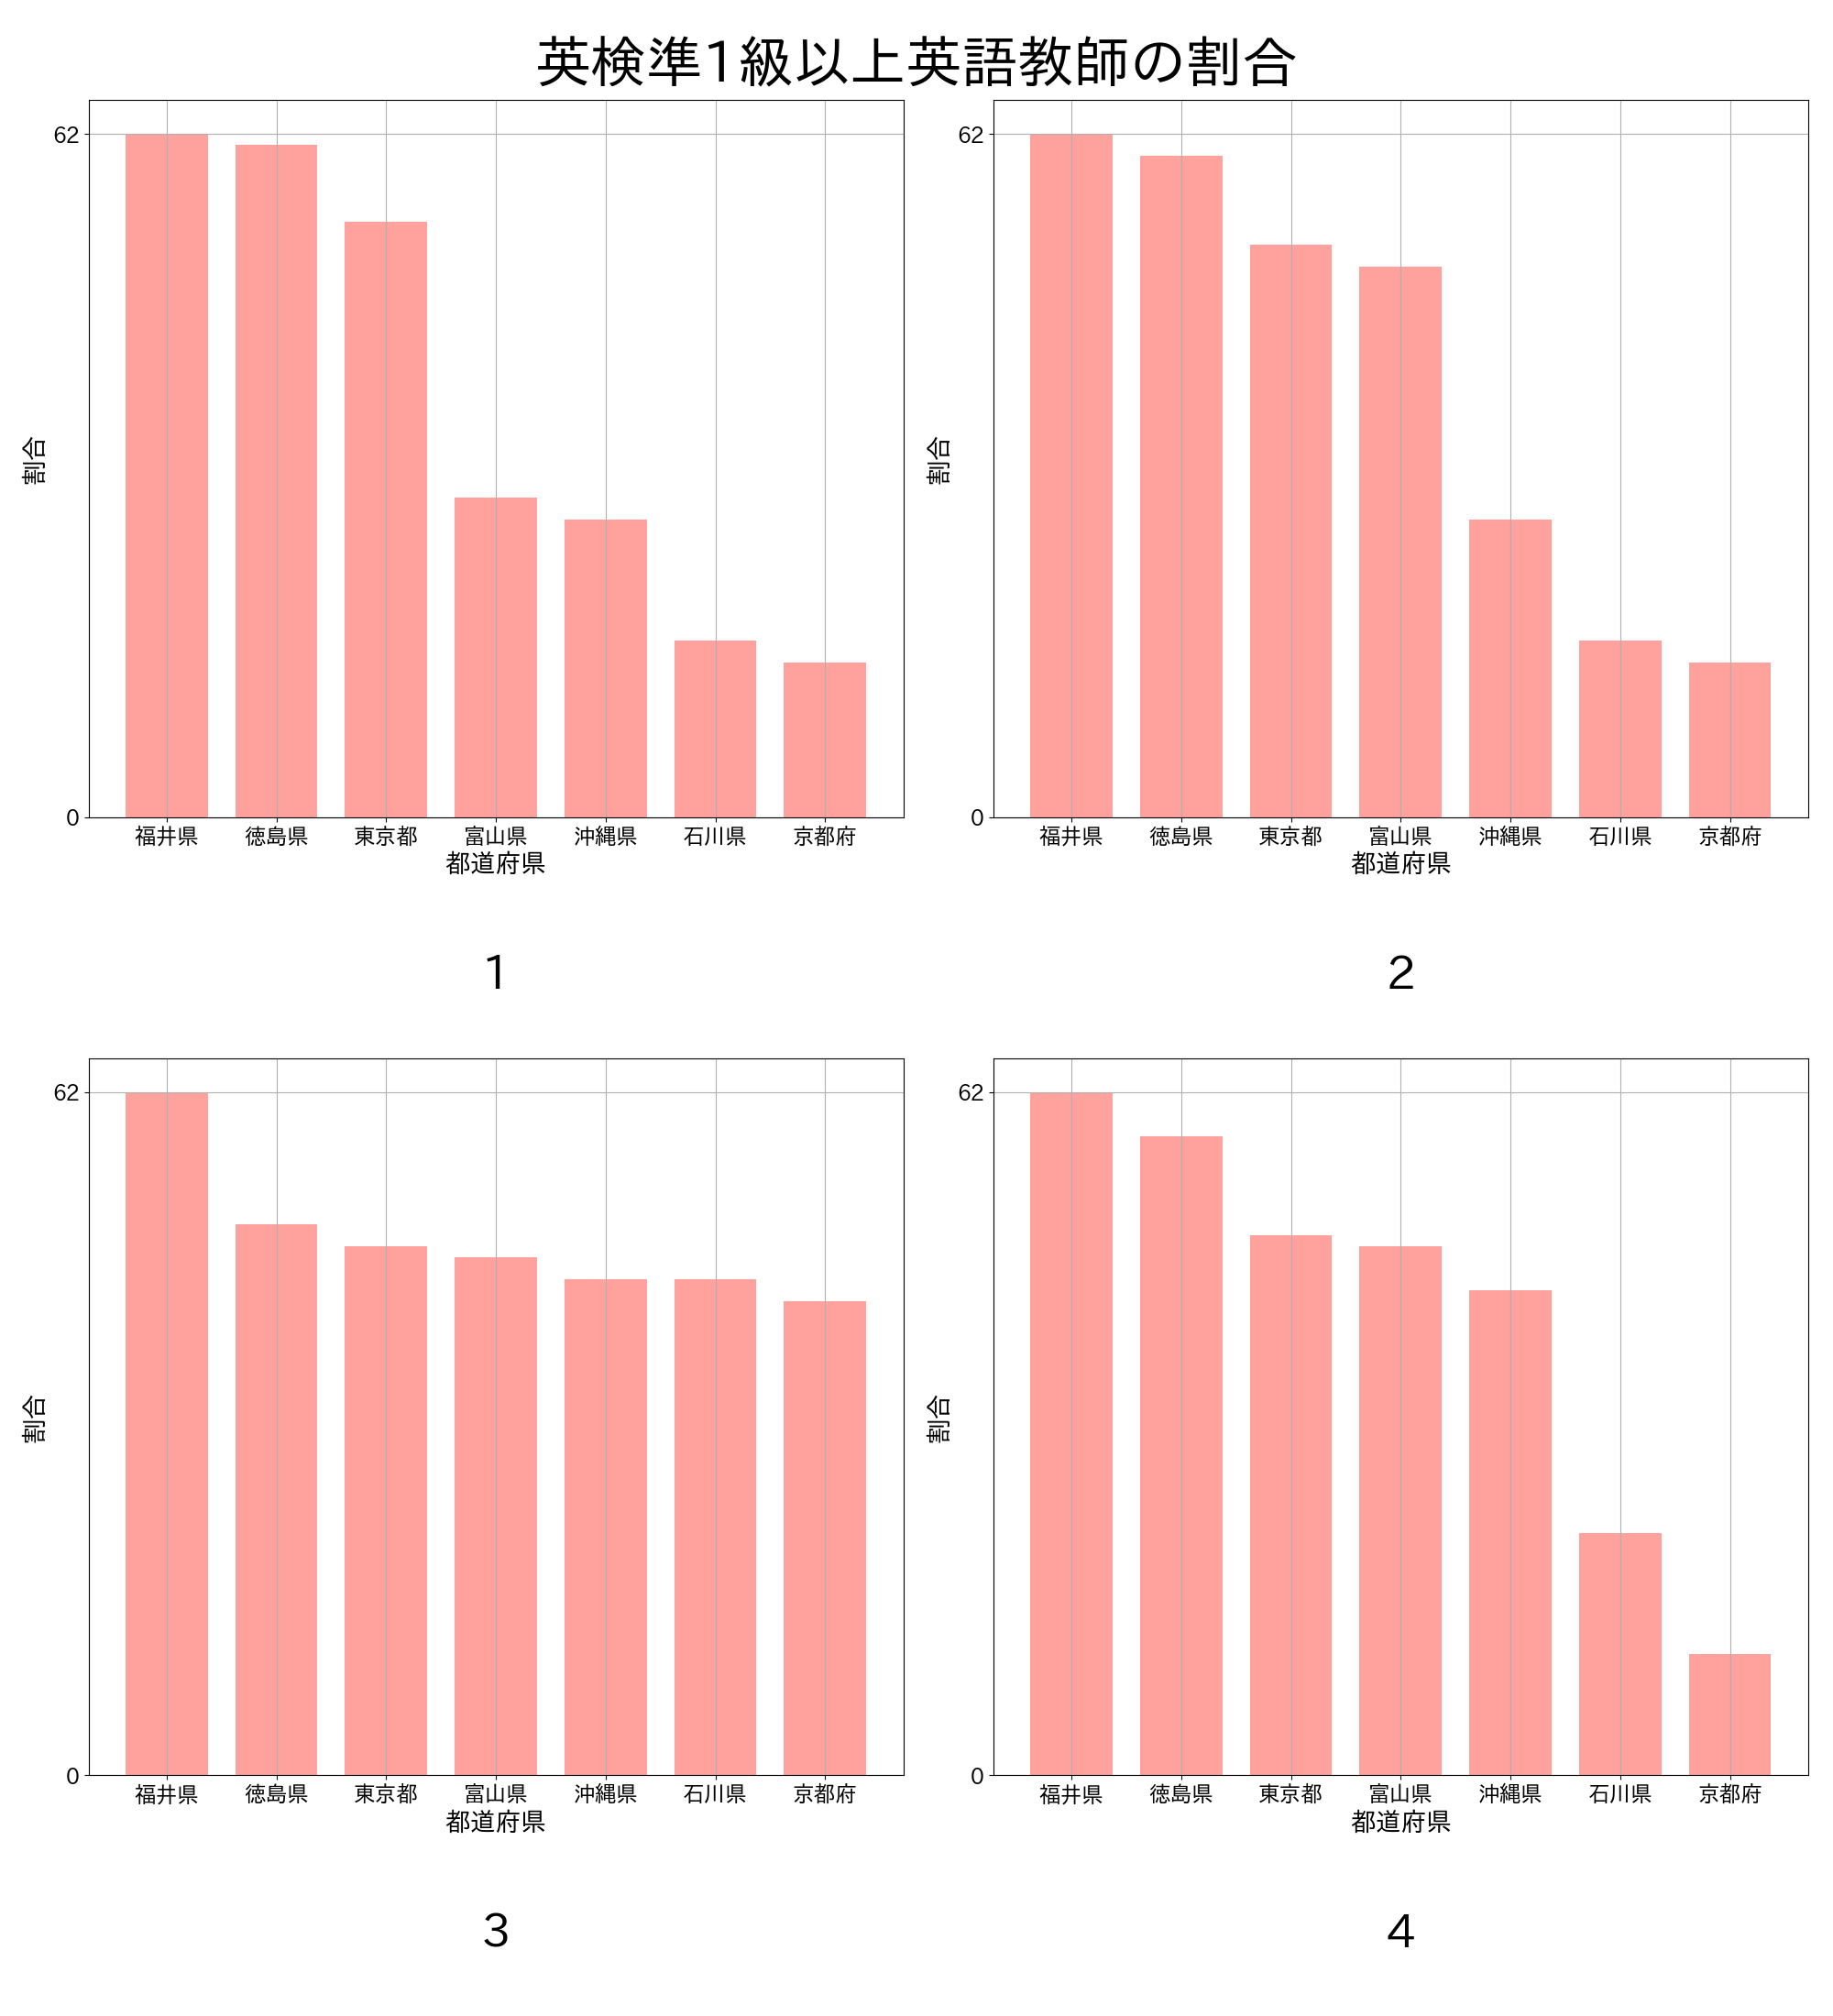 英検準1級以上英語教師の割合
62
割合
0
福井県 徳島県 東京都 富山県 沖縄県 石川県 京都府
都道府県
1
62
割合
0
福井県 徳島県 東京都 富山県 沖縄県 石川県 京都府
都道府県
2
62
割合
0
福井県 徳島県 東京都 富山県 沖縄県 石川県 京都府
都道府県
3
62
割合
0
福井県 徳島県 東京都 富山県 沖縄県 石川県 京都府
都道府県
4